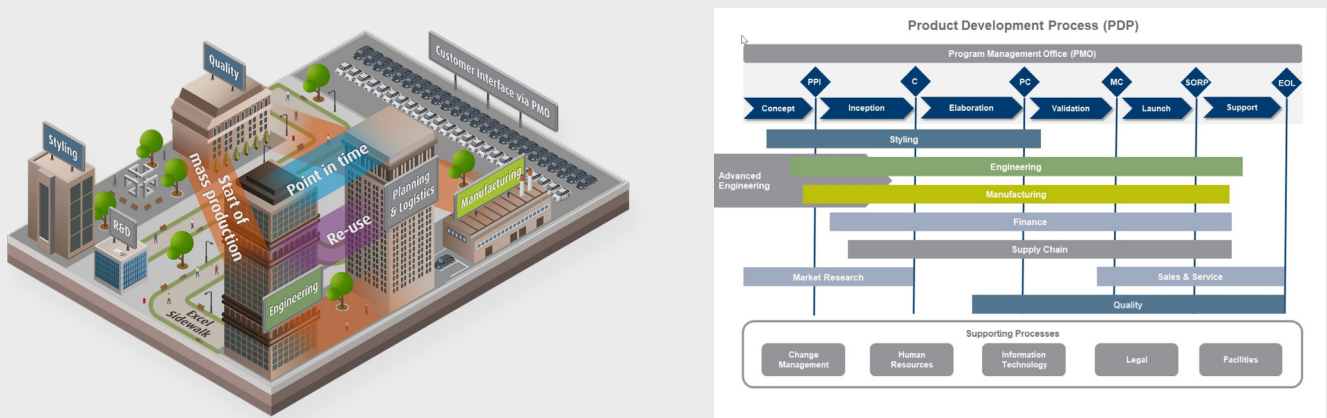 Quality
Customer Interface via PMO
Styling
R&D
Start of
mass production
Point in time
Re-use
Planning
& Logistics
Manufacturing
Engineering
Excel
Sidewalk
Product Development Process (PDP)
Program Management Office (PMO)
PPI
C
PC
MC
SORP
EOL
Concept
Inception
Elaboration
Validation
Launch
Support
Styling
Advanced
Engineering
Engineering
Manufacturing
Finance
Supply Chain
Market Research
Sales & Service
Quality
Supporting Processes
Change
Management
Human
Resources
Information
Technology
Legal
Facilities